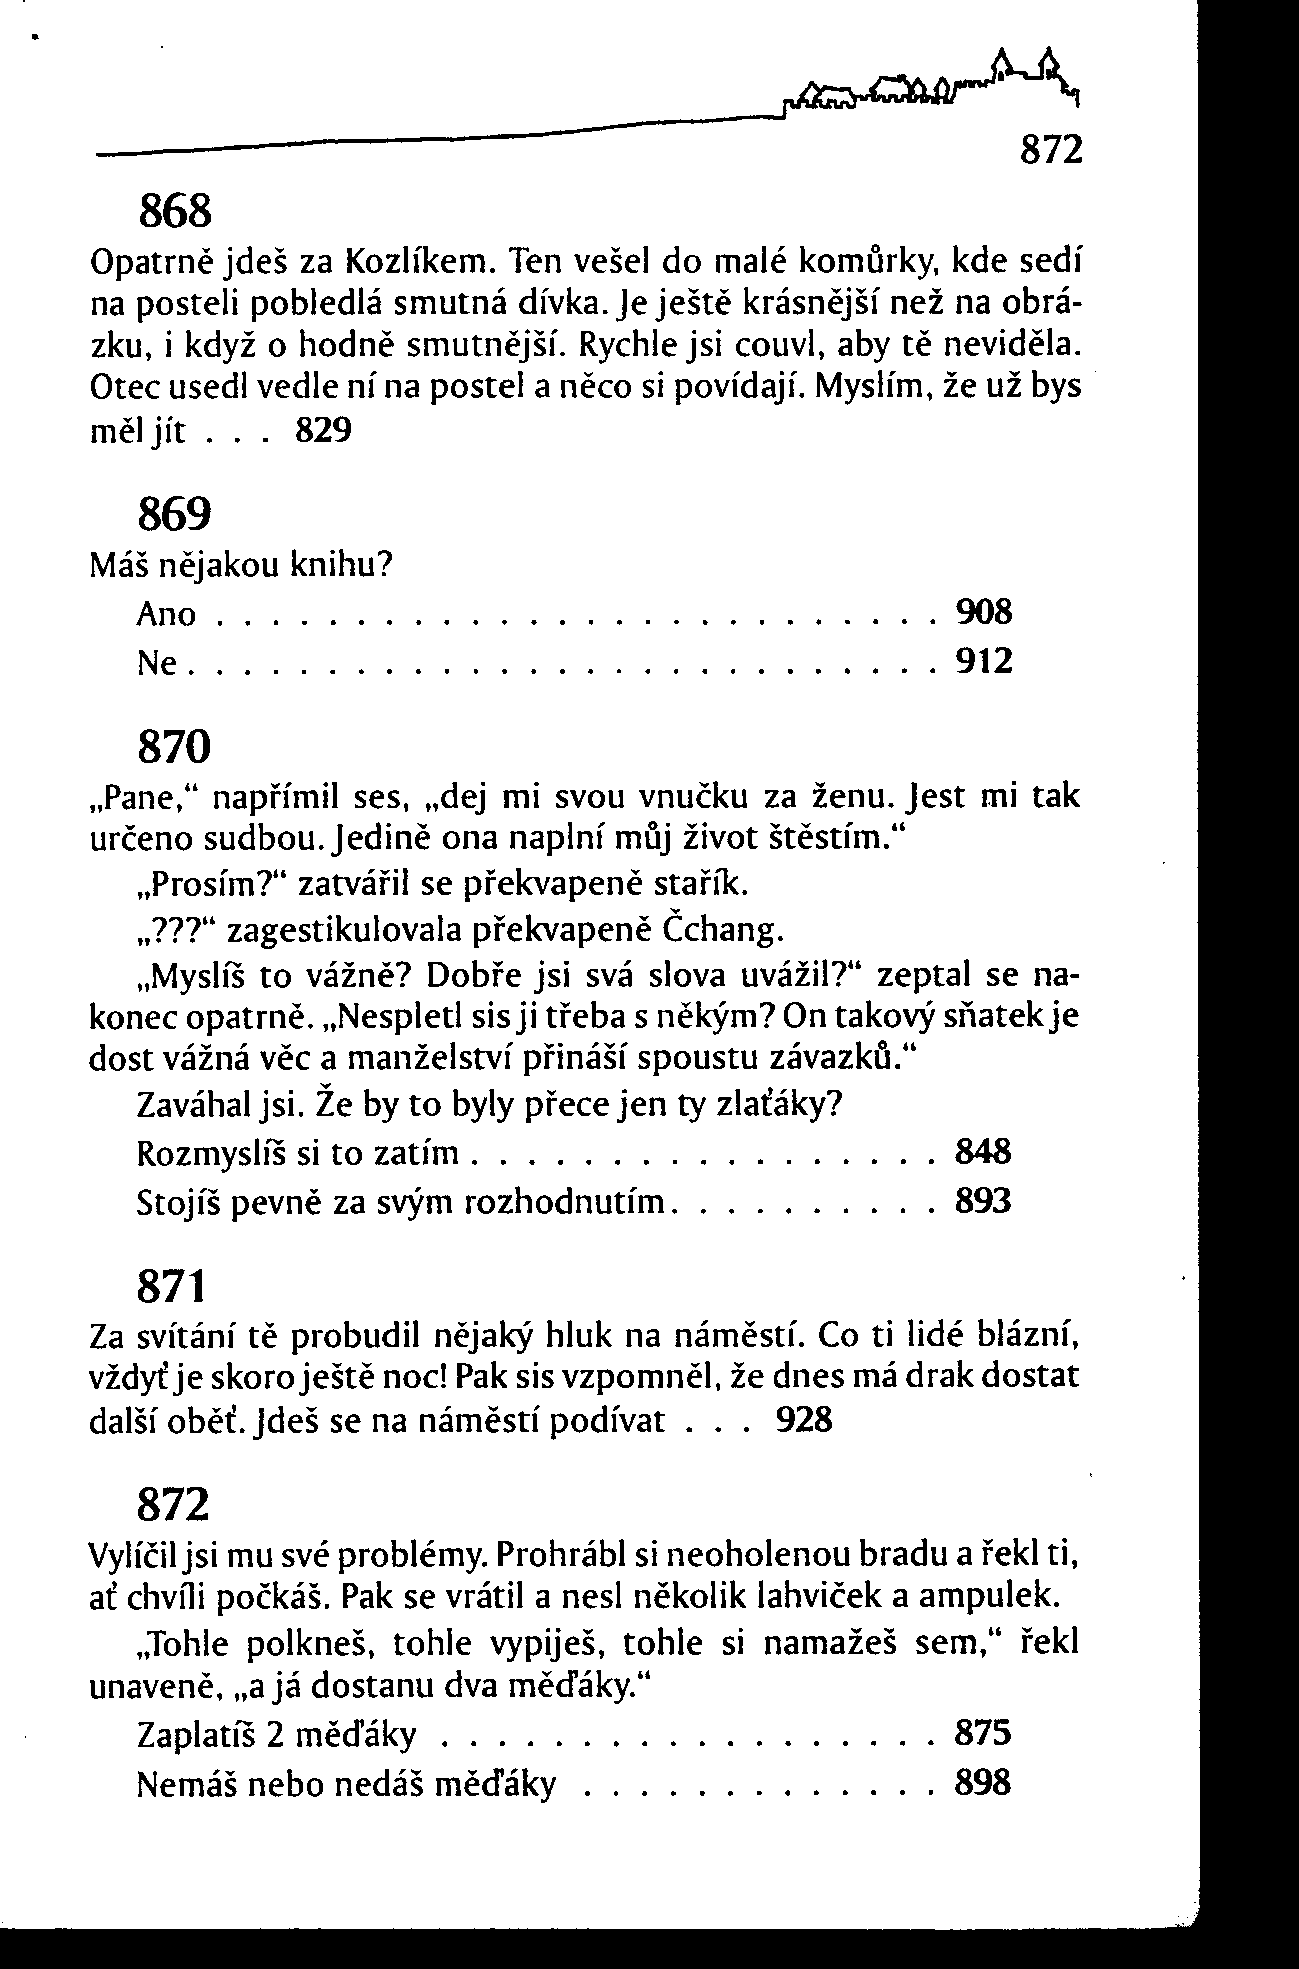 872
868
Opatrně jdeš za Kozlíkem. Ten vešel do malé komůrky, kde sedí
na posteli pobledlá smutná dívka. Je ještě krásnější než na obrá-
zku, i když o hodně smutnější. Rychle jsi couvl, aby tě neviděla.
Otec usedl vedle ní na postel a něco si povídají. Myslím, že už bys
měl jít . . . 829
869
Máš nějakou knihu?
Ano . . . . . . . . . . . . . . . . . . . . . . . . . . 908
Ne . . . . . . . . . . . . . . . . . . . . . . . . . . . 912
870
„Pane,“ napřímil ses, „dej mi svou vnučku za ženu. Jest mi tak
určeno sudbou. Jedině ona naplní můj život štěstím.“
„Prosím?“ zatvářil se překvapeně stařík.
„???“ zagestikulovala překvapeně Čchang.
„Myslíš to vážně? Dobře jsi svá slova uvážil?“ zeptal se na-
konec opatrně. „Nespletl sis ji třeba s někým? On takový sňatek je
dost vážná věc a manželství přináší spoustu závazků.“
Zaváhal jsi. Že by to byly přece jen ty zlaťáky?
Rozmyslíš si to zatím . . . . . . . . . . . . . . . . . 848
Stojíš pevně za svým rozhodnutím. . . . . . . . . . 893
871
Za svítání tě probudil nějaký hluk na náměstí. Co ti lidé blázní,
vždyť je skoro ještě noc! Pak sis vzpomněl, že dnes má drak dostat
další oběť. Jdeš se na náměstí podívat . . . 928
872
Vylíčil jsi mu své problémy. Prohrábl si neoholenou bradu a řekl ti,
ať chvíli počkáš. Pak se vrátil a nesl několik lahviček a ampulek.
„Tohle polkneš, tohle vypiješ, tohle si namažeš sem,“ řekl
unaveně, „a já dostanu dva měďáky.“
Zaplatíš 2 měďáky . . . . . . . . . . . . . . . . . . 875
Nemáš nebo nedáš měďáky . . . . . . . . . . . . . 898